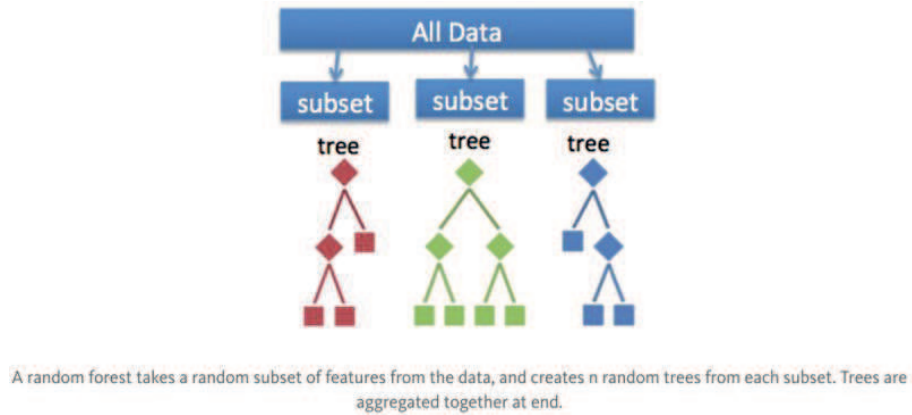 All Data
subset subset subset
tree tree tree
A random forest takes a random subset of features from the data, and creates n random trees from each subset. Trees are
aggregated together at end.